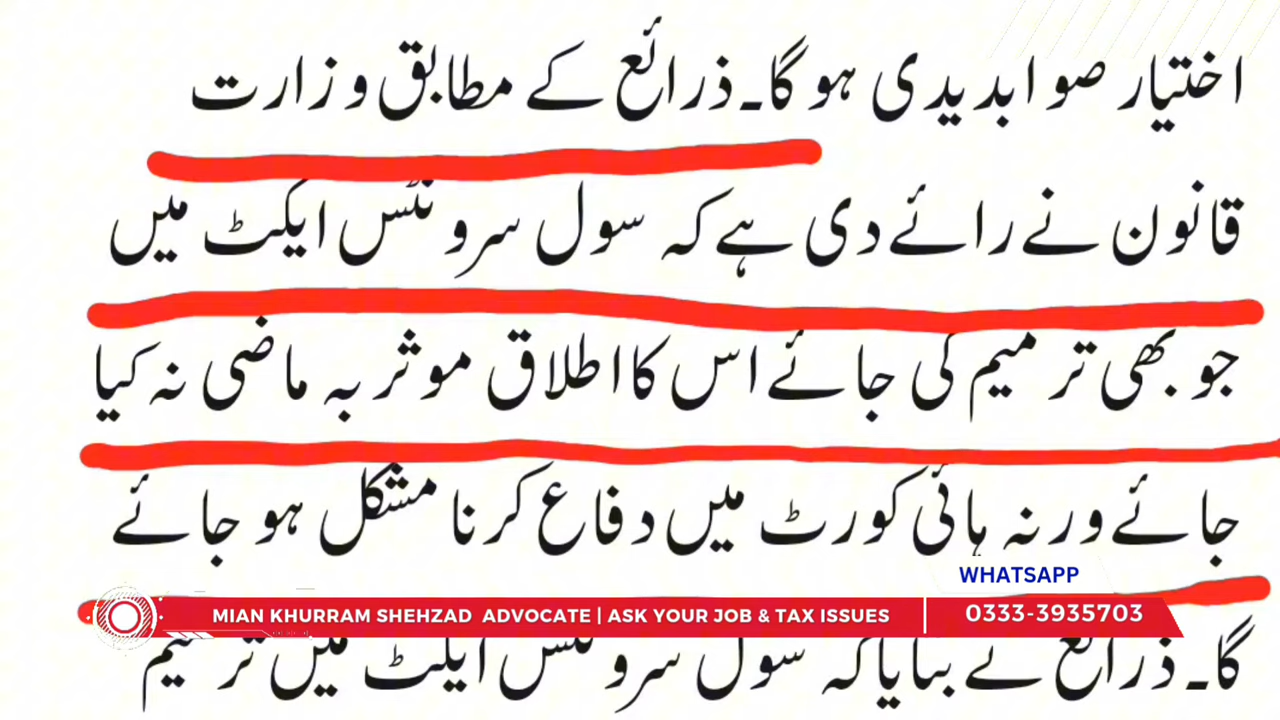 اختیار صوابدیدی ہو گا۔ ذرائع کے مطابق وزارت
قانون نے رائے دی ہے کہ سول سرونٹس ایکٹ میں
جو بھی ترمیم کی جائے اس کا اطلاق موثر بہ ماضی نہ کیا
جائے ورنہ ہائی کورٹ میں دفاع کرنا مشکل ہو جائے
WHATSAPP
MIAN KHURRAM SHEHZAD ADVOCATE | ASK YOUR JOB & TAX ISSUES
0333-3935703
گا۔ ذرائع نے بتایا کہ سول سرونٹس ایکٹ میں ترمیم